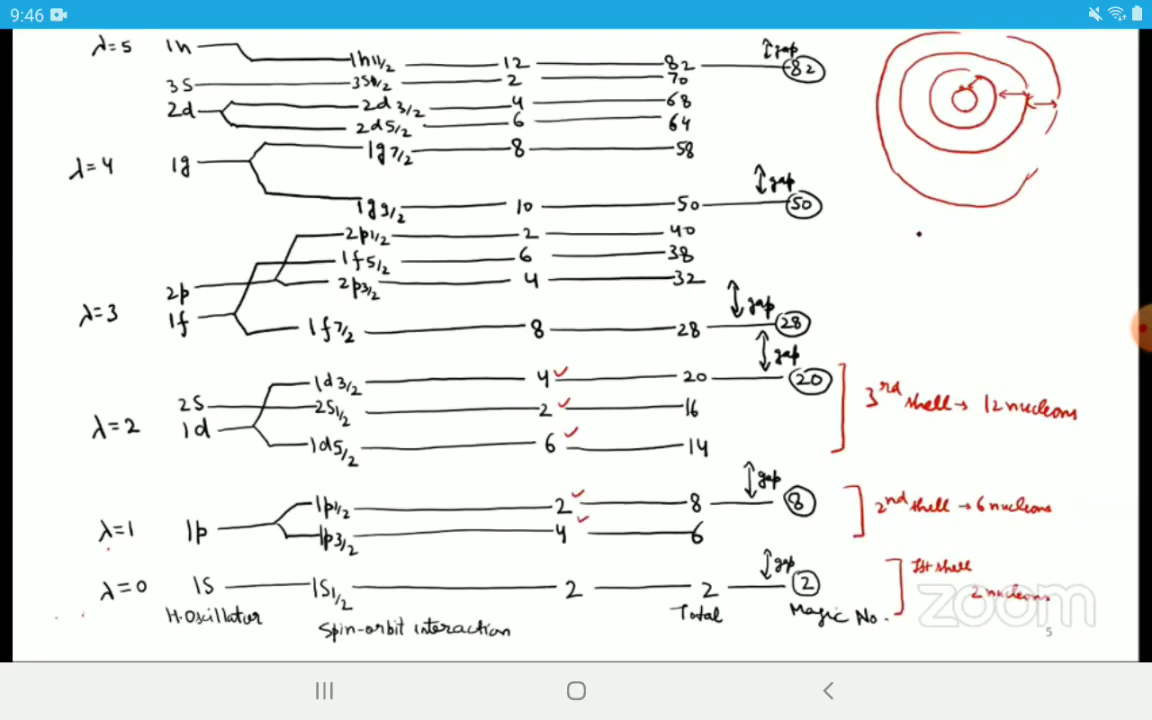 9:46
λ=5 1h 1h11/2 12 82 gap 82
3S 3S1/2 2 70
2d 2d3/2 4 68
2d5/2 6 64
λ=4 1g 1g7/2 8 58
gap
1g9/2 10 50 50
2p1/2 2 40
1f5/2 6 38
2p 2p3/2 4 32
λ=3 1f gap
1f7/2 8 28 28
gap
1d3/2 4 20 20 3rd shell → 12 nucleons
2S 2S1/2 2 16
λ=2 1d
1d5/2 6 14
gap
1p1/2 2 8 8 2nd shell → 6 nucleons
λ=1 1p 1p3/2 4 6
gap 1st shell
λ=0 1S 1S1/2 2 2 2 2 nucleons
zoom
H.Oscillator Spin-orbit interaction Total Magic No.
5